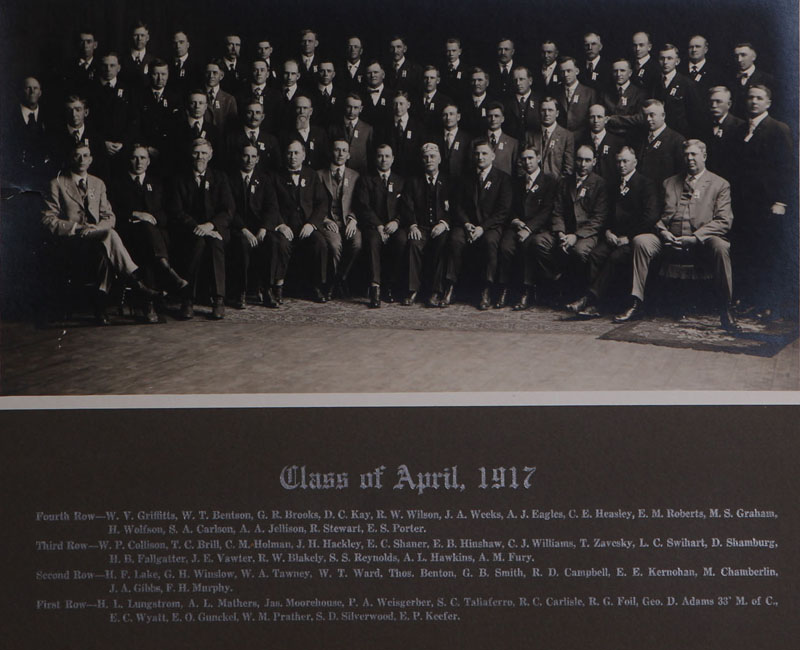 Class of April, 1917
Fourth Row—W. V. Griffitts, W. T. Bentson, G. R. Brooks, D. C. Kay, R. W. Wilson, J. A. Weeks, A. J. Eagles, C. E. Heasley, E. M. Roberts, M. S. Graham,
H. Wolfson, S. A. Carlson, A. A. Jellison, R. Stewart, E. S. Porter.
Third Row—W. P. Collison, T. C. Brill, C. M. Holman, J. H. Hackley, E. C. Shaner, E. B. Hinshaw, C. J. Williams, T. Zavesky, L. C. Swihart, D. Shamburg,
H. B. Fallgatter, J. E. Vawter, R. W. Blakely, S. S. Reynolds, A. L. Hawkins, A. M. Fury.
Second Row—H. F. Lake, G. H. Winslow, W. A. Tawney, W. T. Ward, Thos. Benton, G. B. Smith, R. D. Campbell, E. E. Kernohan, M. Chamberlin,
J. A. Gibbs, F. H. Murphy.
First Row—H. L. Lungstrom, A. L. Mathers, Jas. Moorehouse, P. A. Weisgerber, S. C. Taliaferro, R. C. Carlisle, R. G. Foil, Geo. D. Adams 33° M. of C.,
E. C. Wyatt, E. O. Gunckel, W. M. Prather, S. D. Silverwood, E. P. Keefer.